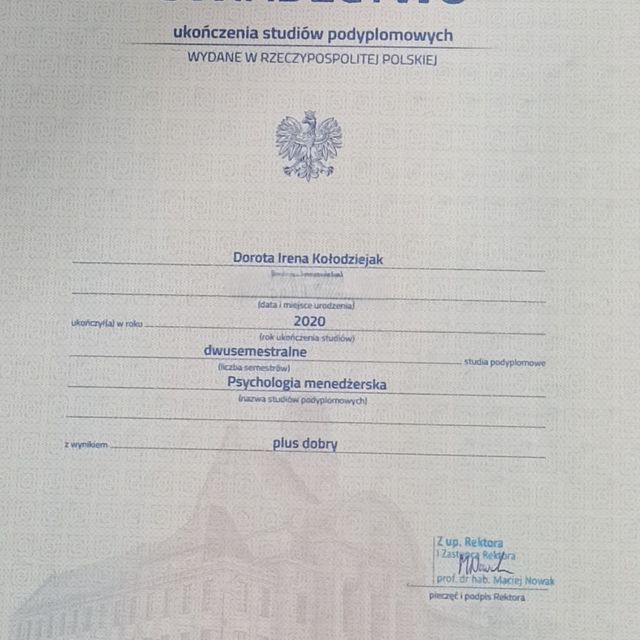 ukończenia studiów podyplomowych
WYDANE W RZECZYPOSPOLITEJ POLSKIEJ
Dorota Irena Kołodziejak
(data i miejsce urodzenia)
ukończył(a) w roku 2020
(rok ukończenia studiów)
dwusemestralne studia podyplomowe
(liczba semestrów)
Psychologia menedżerska
(nazwa studiów podyplomowych)
z wynikiem plus dobry
Z up. Rektora
I Zastępca Rektora
prof. dr hab. Maciej Nowak
pieczęć i podpis Rektora